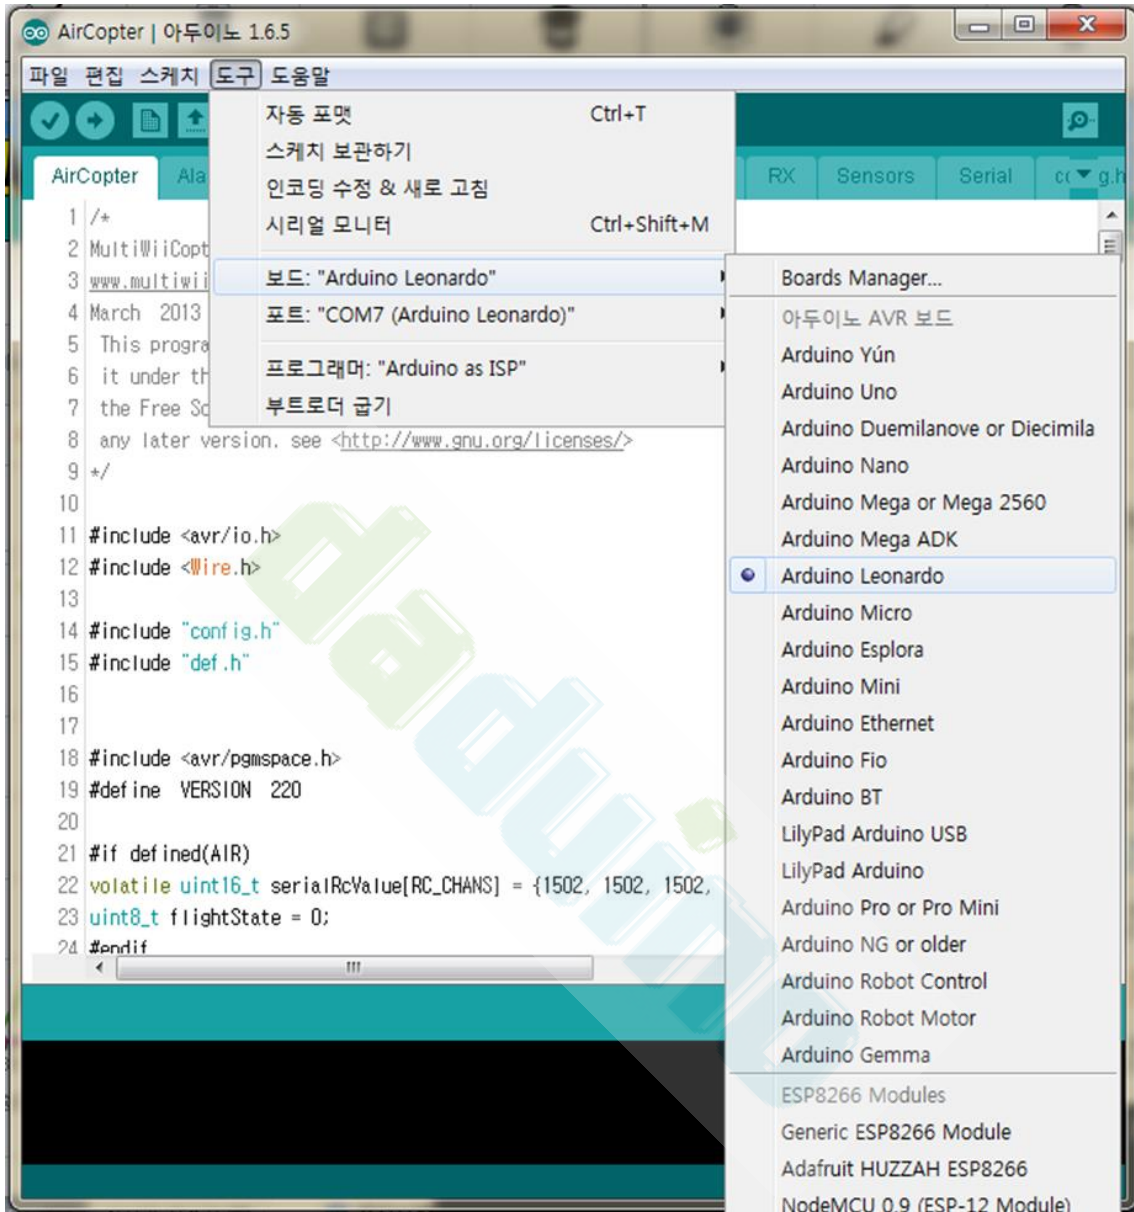 AirCopter | 아두이노 1.6.5
파일 편집 스케치 도구 도움말
자동 포맷 Ctrl+T
스케치 보관하기
인코딩 수정 & 새로 고침
시리얼 모니터 Ctrl+Shift+M
보드: "Arduino Leonardo"
포트: "COM7 (Arduino Leonardo)"
프로그래머: "Arduino as ISP"
부트로더 굽기
AirCopter Ala RX Sensors Serial g.h
1 /*
2 MultiWiiCopt
3 www.multiwii
4 March 2013
5 This progra
6 it under th
7 the Free So
8 any later version. see <http://www.gnu.org/licenses/>
9 */
10
11 #include <avr/io.h>
12 #include <Wire.h>
13
14 #include "config.h"
15 #include "def.h"
16
17
18 #include <avr/pgmspace.h>
19 #define VERSION 220
20
21 #if defined(AIR)
22 volatile uint16_t serialRcValue[RC_CHANS] = {1502, 1502, 1502,
23 uint8_t flightState = 0;
24 #endif
Boards Manager...
아두이노 AVR 보드
Arduino Yún
Arduino Uno
Arduino Duemilanove or Diecimila
Arduino Nano
Arduino Mega or Mega 2560
Arduino Mega ADK
Arduino Leonardo
Arduino Micro
Arduino Esplora
Arduino Mini
Arduino Ethernet
Arduino Fio
Arduino BT
LilyPad Arduino USB
LilyPad Arduino
Arduino Pro or Pro Mini
Arduino NG or older
Arduino Robot Control
Arduino Robot Motor
Arduino Gemma
ESP8266 Modules
Generic ESP8266 Module
Adafruit HUZZAH ESP8266
NodeMCU 0.9 (ESP-12 Module)
daduino